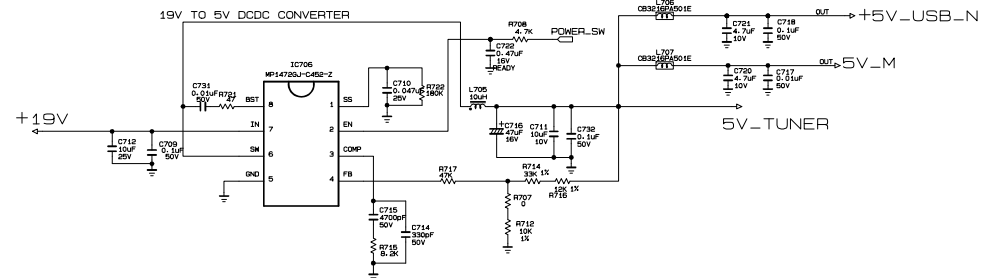 19V TO 5V DCDC CONVERTER
L706
CB3216PA501E
OUT
+5V_USB_N
C721
4.7uF
10V
C718
0.1uF
50V
R708
4.7K
POWER_SW
C722
0.47uF
16V
READY
L707
CB3216PA501E
OUT
5V_M
C720
4.7uF
10V
C717
0.01uF
50V
IC706
MP1472GJ-C452-Z
C731
0.01uF
50V
R721
47
BST
8
1
SS
C710
0.047uF
25V
R722
180K
L705
10uH
5V_TUNER
+19V
IN
7
2
EN
C712
10uF
25V
C709
0.1uF
50V
SW
6
3
COMP
+
C716
47uF
16V
C711
10uF
10V
C732
0.1uF
50V
GND
5
4
FB
R717
47K
R714
33K 1%
12K 1%
R716
R707
0
R712
10K
1%
C715
4700pF
50V
C714
330pF
50V
R715
8.2K